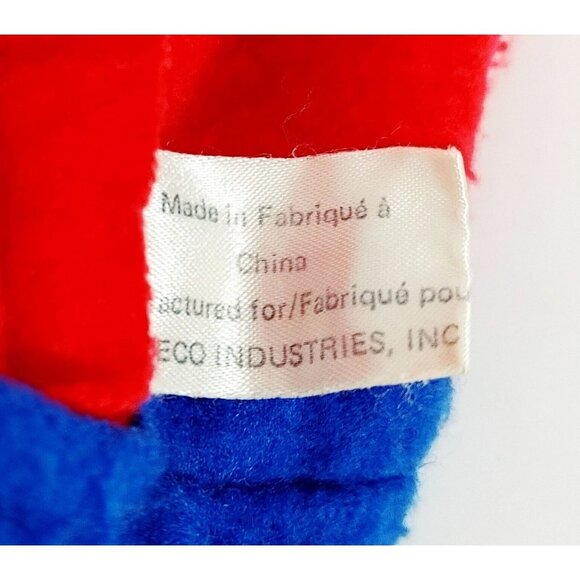 Made in Fabriqué à
China
actured for/Fabriqué pou
ECO INDUSTRIES, INC